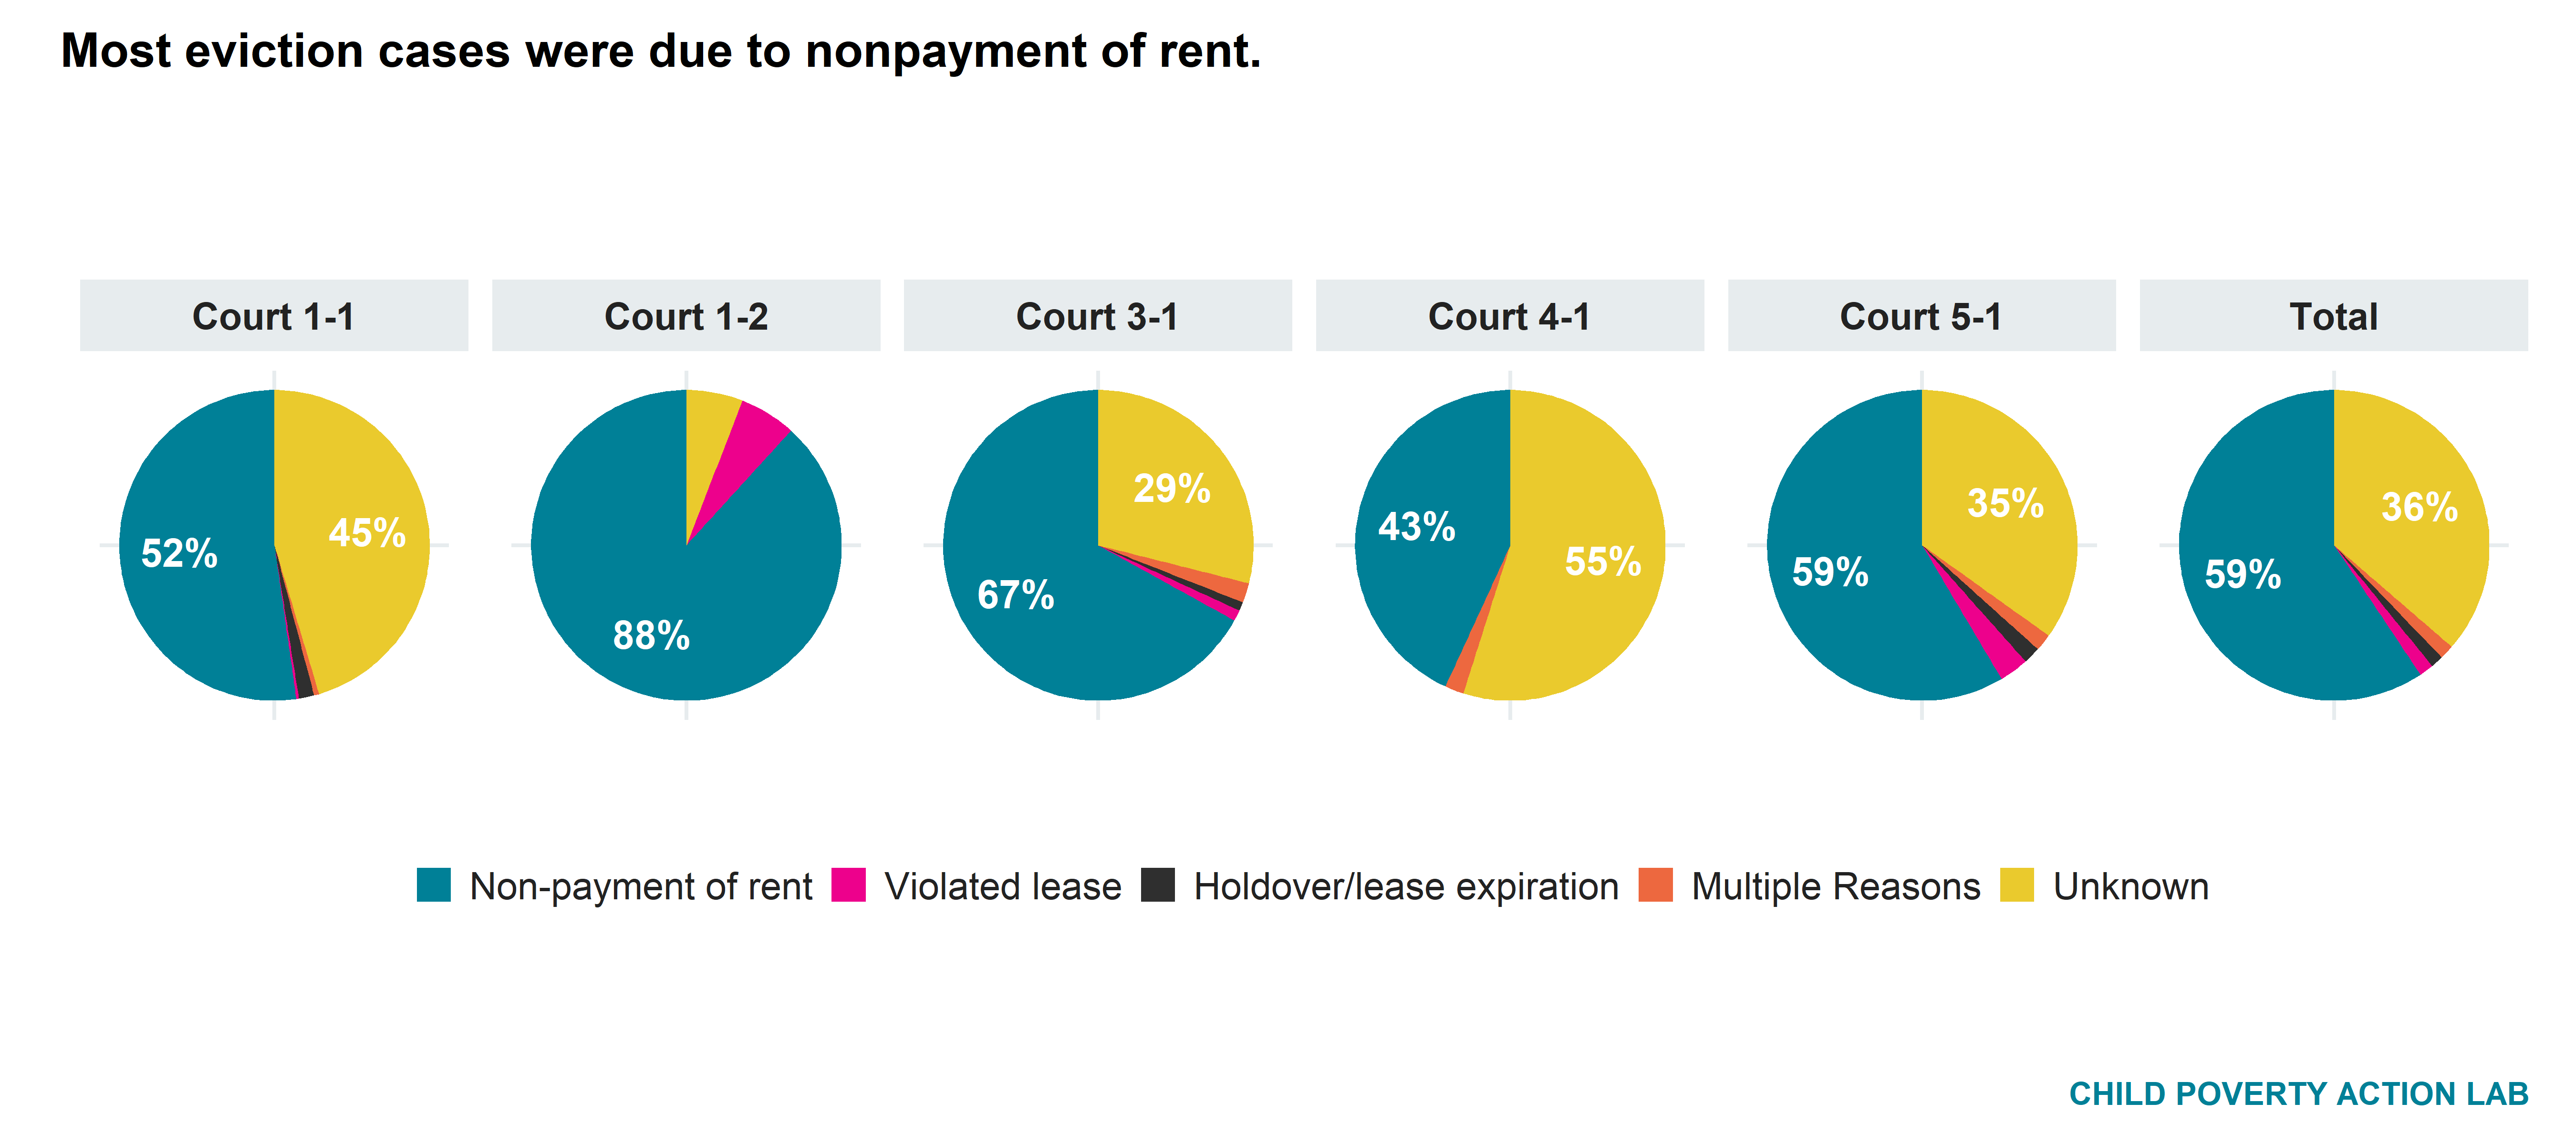 Most eviction cases were due to nonpayment of rent.
Court 1-1
Court 1-2
Court 3-1
Court 4-1
Court 5-1
Total
52%
45%
88%
67%
29%
43%
55%
59%
35%
59%
36%
Non-payment of rent
Violated lease
Holdover/lease expiration
Multiple Reasons
Unknown
CHILD POVERTY ACTION LAB